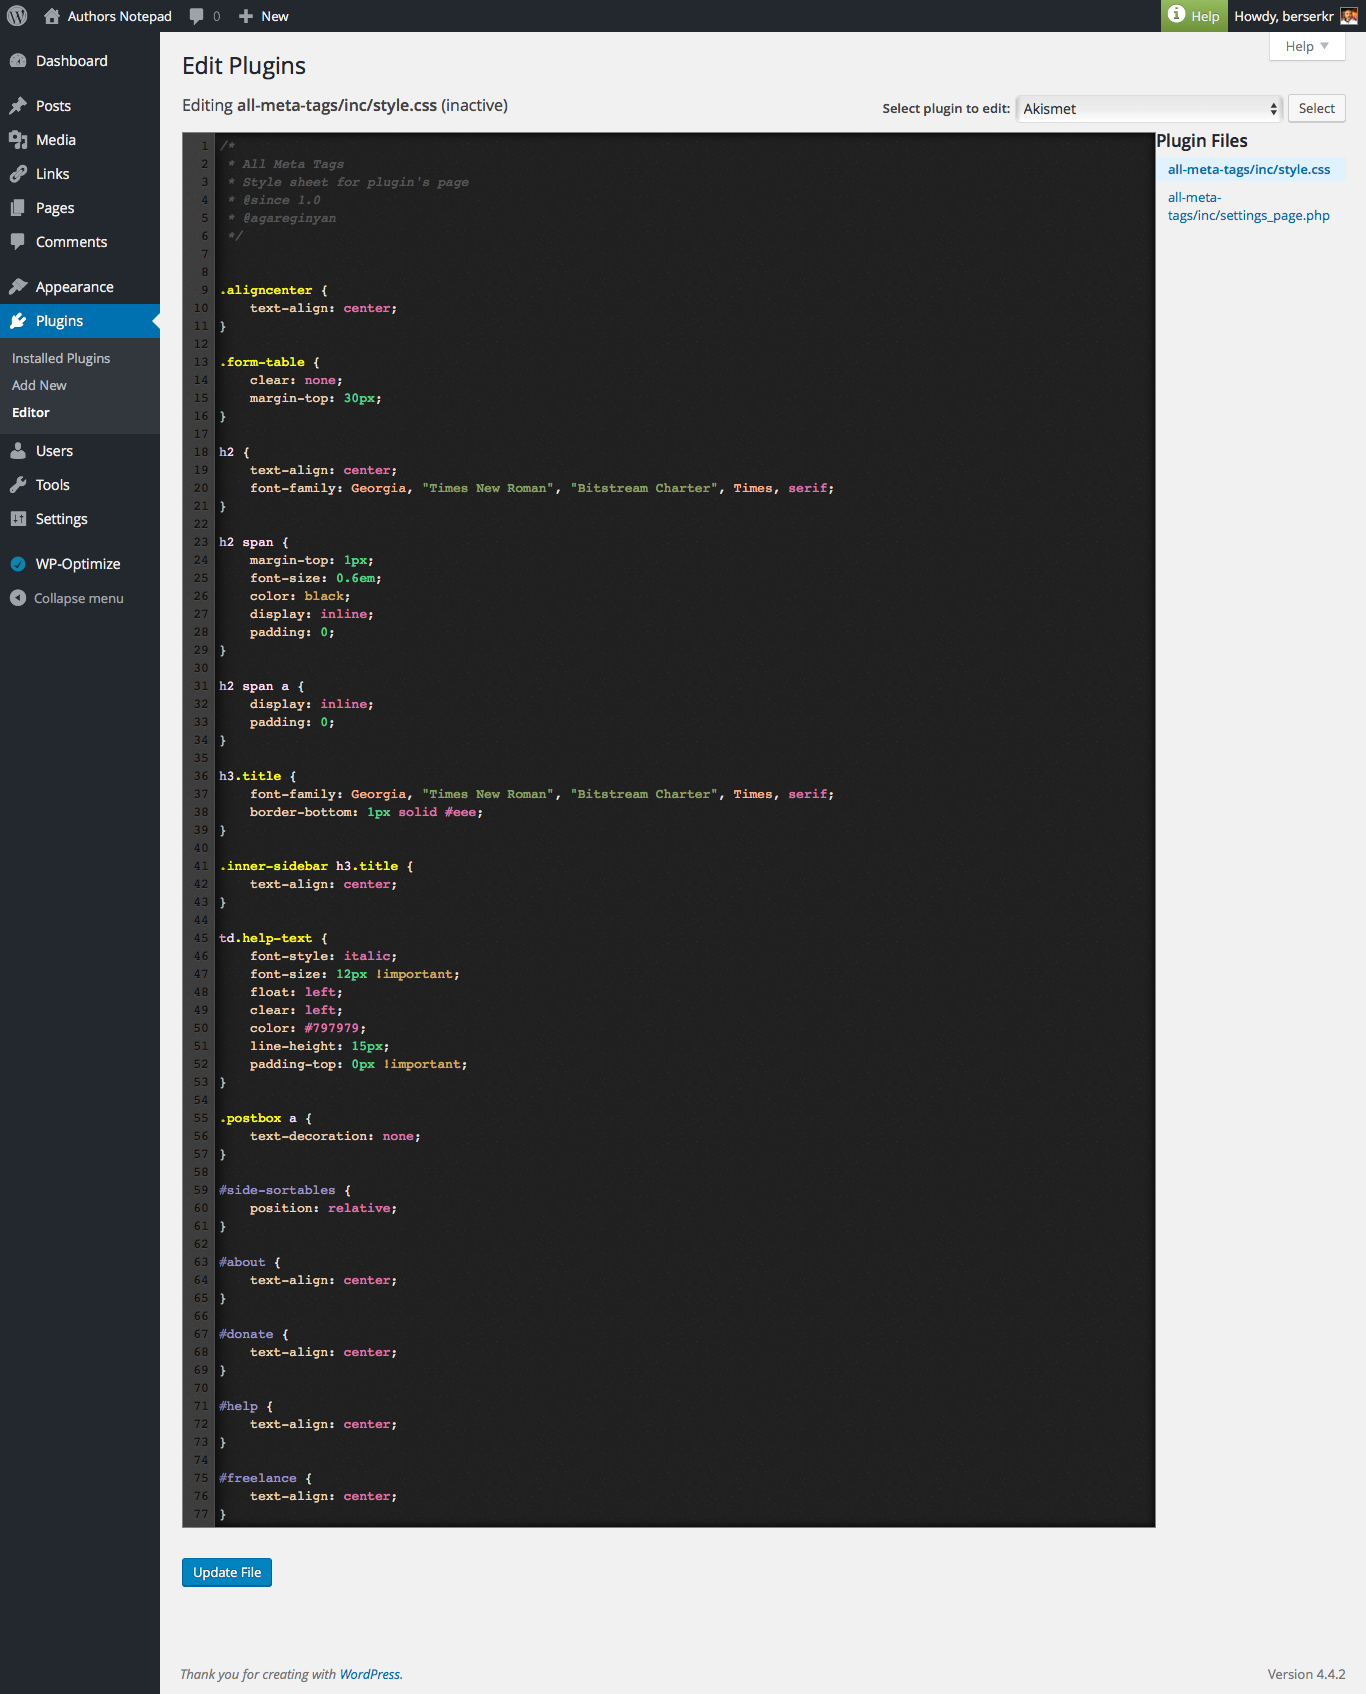 Authors Notepad 0 New Help Howdy, berserkr
Help
Dashboard
Posts
Media
Links
Pages
Comments
Appearance
Plugins
Installed Plugins
Add New
Editor
Users
Tools
Settings
WP-Optimize
Collapse menu
Edit Plugins
Editing all-meta-tags/inc/style.css (inactive)
Select plugin to edit: Akismet Select
Plugin Files
all-meta-tags/inc/style.css
all-meta-
tags/inc/settings_page.php
1 /*
2 * All Meta Tags
3 * Style sheet for plugin's page
4 * @since 1.0
5 * @agareginyan
6 */
7
8
9 .aligncenter {
10 text-align: center;
11 }
12
13 .form-table {
14 clear: none;
15 margin-top: 30px;
16 }
17
18 h2 {
19 text-align: center;
20 font-family: Georgia, "Times New Roman", "Bitstream Charter", Times, serif;
21 }
22
23 h2 span {
24 margin-top: 1px;
25 font-size: 0.6em;
26 color: black;
27 display: inline;
28 padding: 0;
29 }
30
31 h2 span a {
32 display: inline;
33 padding: 0;
34 }
35
36 h3.title {
37 font-family: Georgia, "Times New Roman", "Bitstream Charter", Times, serif;
38 border-bottom: 1px solid #eee;
39 }
40
41 .inner-sidebar h3.title {
42 text-align: center;
43 }
44
45 td.help-text {
46 font-style: italic;
47 font-size: 12px !important;
48 float: left;
49 clear: left;
50 color: #797979;
51 line-height: 15px;
52 padding-top: 0px !important;
53 }
54
55 .postbox a {
56 text-decoration: none;
57 }
58
59 #side-sortables {
60 position: relative;
61 }
62
63 #about {
64 text-align: center;
65 }
66
67 #donate {
68 text-align: center;
69 }
70
71 #help {
72 text-align: center;
73 }
74
75 #freelance {
76 text-align: center;
77 }
Update File
Thank you for creating with WordPress. Version 4.4.2